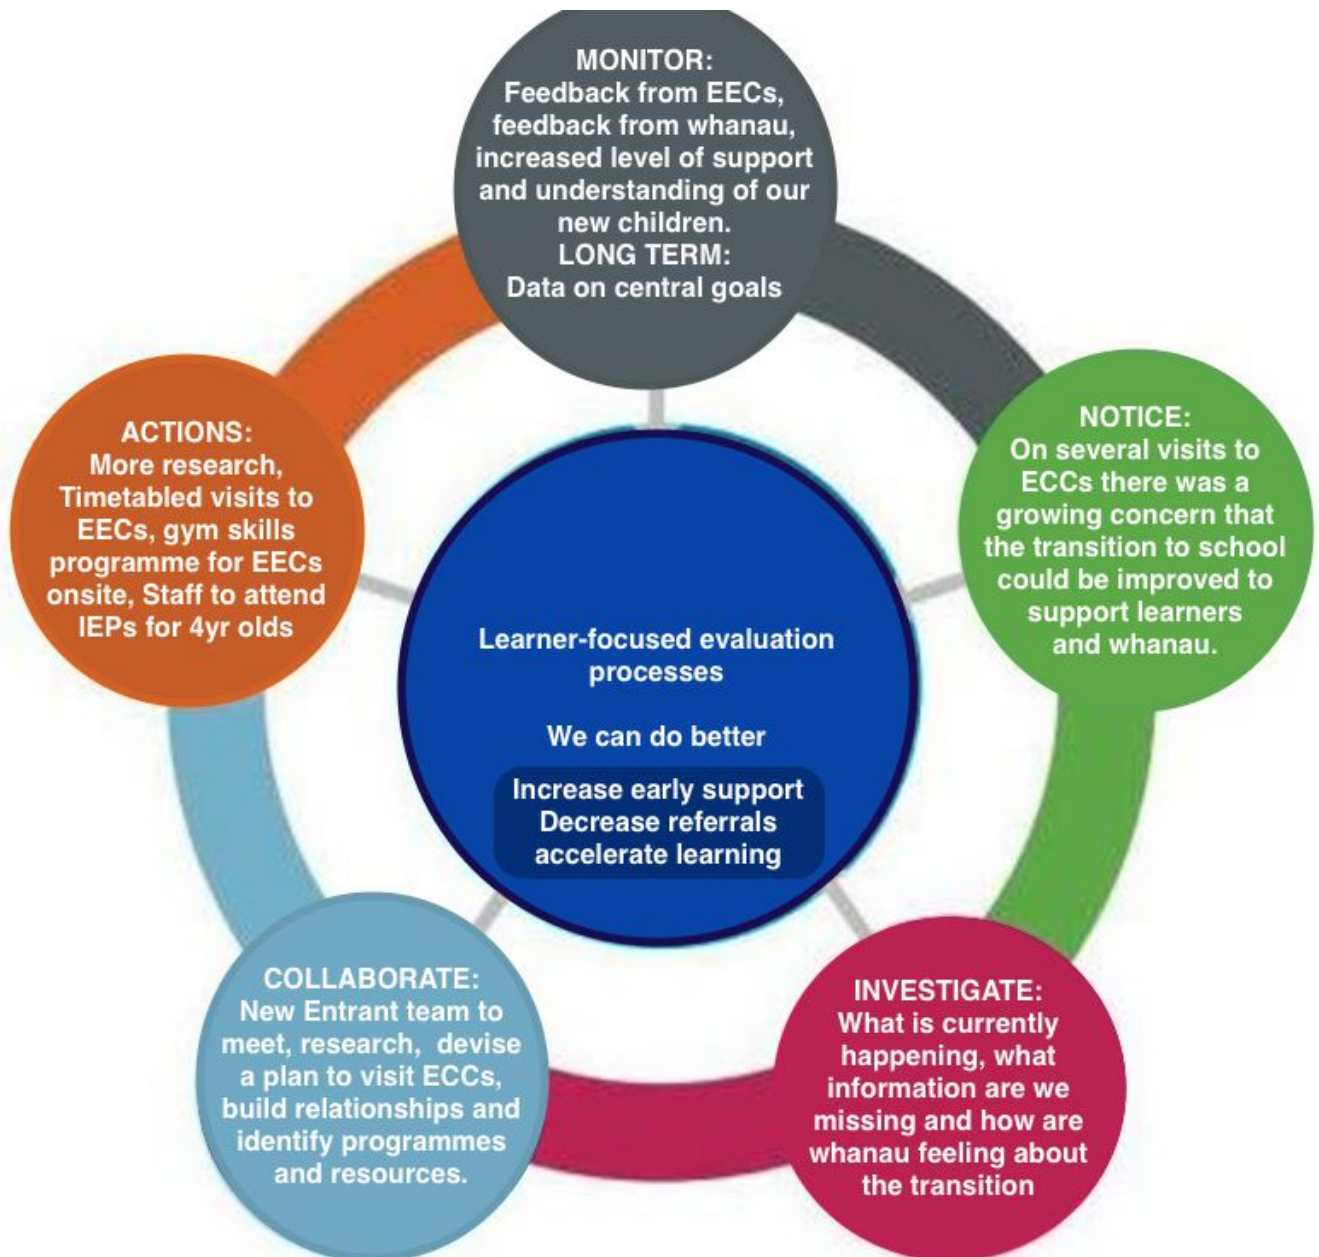 MONITOR:
Feedback from EECs,
feedback from whanau,
increased level of support
and understanding of our
new children.
LONG TERM:
Data on central goals
NOTICE:
On several visits to
ECCs there was a
growing concern that
the transition to school
could be improved to
support learners
and whanau.
INVESTIGATE:
What is currently
happening, what
information are we
missing and how are
whanau feeling about
the transition
COLLABORATE:
New Entrant team to
meet, research, devise
a plan to visit ECCs,
build relationships and
identify programmes
and resources.
ACTIONS:
More research,
Timetabled visits to
EECs, gym skills
programme for EECs
onsite, Staff to attend
IEPs for 4yr olds
Learner-focused evaluation
processes
We can do better
Increase early support
Decrease referrals
accelerate learning